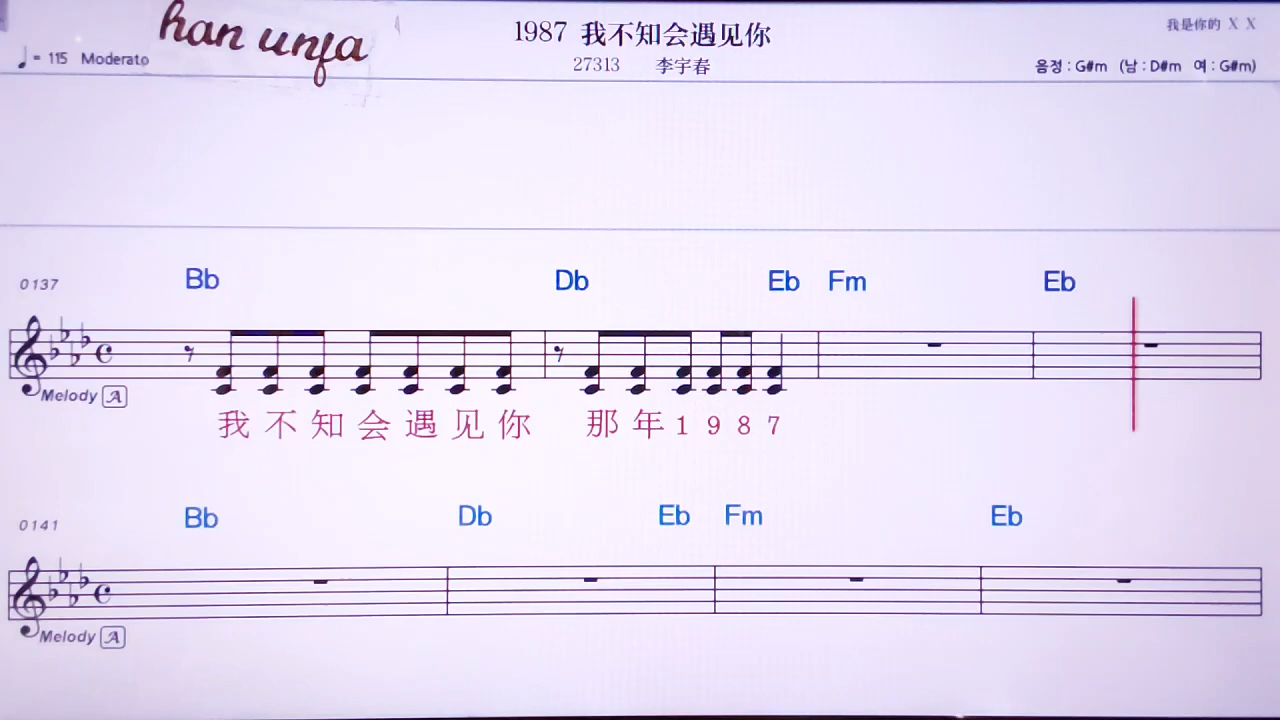 han unfa
1987 我不知会遇见你
我是你的 X X
♩= 115 Moderato
27313 李宇春
음정 : G#m (남 : D#m 여 : G#m)
0137 Bb Db Eb Fm Eb
Melody A
我不知会遇见你 那年1987
0141 Bb Db Eb Fm Eb
Melody A